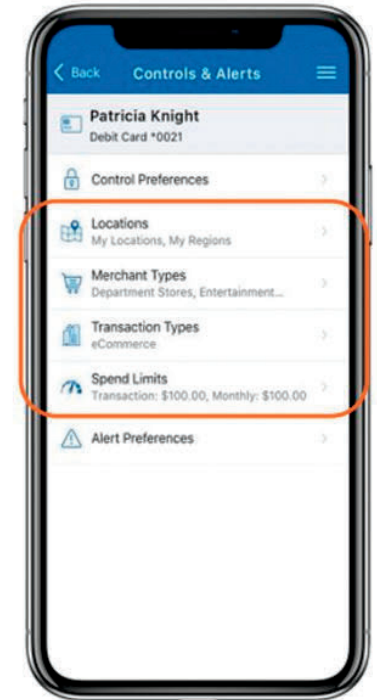 Back
Controls & Alerts
Patricia Knight
Debit Card *0021
Control Preferences
Locations
My Locations, My Regions
Merchant Types
Department Stores, Entertainment...
Transaction Types
eCommerce
Spend Limits
Transaction: $100.00, Monthly: $100.00
Alert Preferences